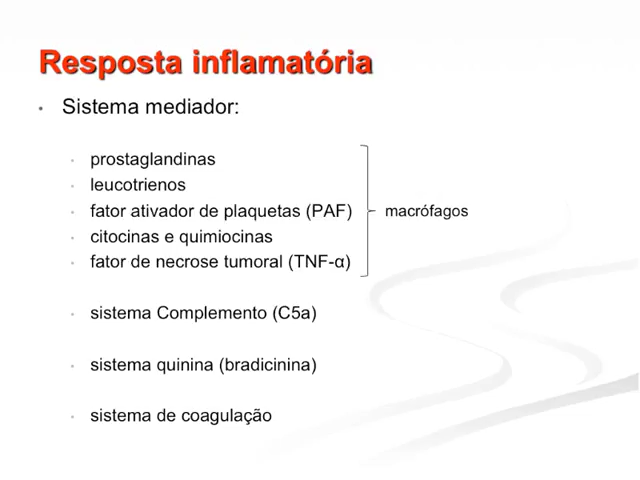 Resposta inflamatória
• Sistema mediador:
• prostaglandinas
• leucotrienos
• fator ativador de plaquetas (PAF)
macrófagos
• citocinas e quimiocinas
• fator de necrose tumoral (TNF-α)
• sistema Complemento (C5a)
• sistema quinina (bradicinina)
• sistema de coagulação